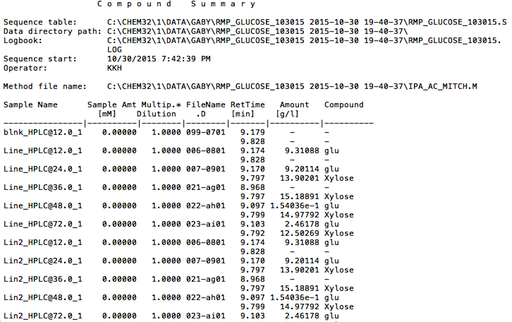 Compound Summary
Sequence table: C:\CHEM32\1\DATA\GABY\RMP_GLUCOSE_103015 2015-10-30 19-40-37\RMP_GLUCOSE_103015.S
Data directory path: C:\CHEM32\1\DATA\GABY\RMP_GLUCOSE_103015 2015-10-30 19-40-37\
Logbook: C:\CHEM32\1\DATA\GABY\RMP_GLUCOSE_103015 2015-10-30 19-40-37\RMP_GLUCOSE_103015.
LOG
Sequence start: 10/30/2015 7:42:39 PM
Operator: KKH
Method file name: C:\CHEM32\1\DATA\GABY\RMP_GLUCOSE_103015 2015-10-30 19-40-37\IPA_AC_MITCH.M
Sample Name Sample Amt Multip.* FileName RetTime Amount Compound
[mM] Dilution .D [min] [g/l]
----------------|----------|--------|--------|-------|----------|----------
blnk_HPLC@12.0_1 0.00000 1.0000 099-0701 9.179 - -
9.828 - -
Line_HPLC@12.0_1 0.00000 1.0000 006-0801 9.174 9.31088 glu
9.828 - -
Line_HPLC@24.0_1 0.00000 1.0000 007-0901 9.170 9.20114 glu
9.797 13.90201 Xylose
Line_HPLC@36.0_1 0.00000 1.0000 021-ag01 8.968 - -
9.797 15.18891 Xylose
Line_HPLC@48.0_1 0.00000 1.0000 022-ah01 9.097 1.54036e-1 glu
9.799 14.97792 Xylose
Line_HPLC@72.0_1 0.00000 1.0000 023-ai01 9.103 2.46178 glu
9.792 12.50269 Xylose
Lin2_HPLC@12.0_1 0.00000 1.0000 006-0801 9.174 9.31088 glu
9.828 - -
Lin2_HPLC@24.0_1 0.00000 1.0000 007-0901 9.170 9.20114 glu
9.797 13.90201 Xylose
Lin2_HPLC@36.0_1 0.00000 1.0000 021-ag01 8.968 - -
9.797 15.18891 Xylose
Lin2_HPLC@48.0_1 0.00000 1.0000 022-ah01 9.097 1.54036e-1 glu
9.799 14.97792 Xylose
Lin2_HPLC@72.0_1 0.00000 1.0000 023-ai01 9.103 2.46178 glu